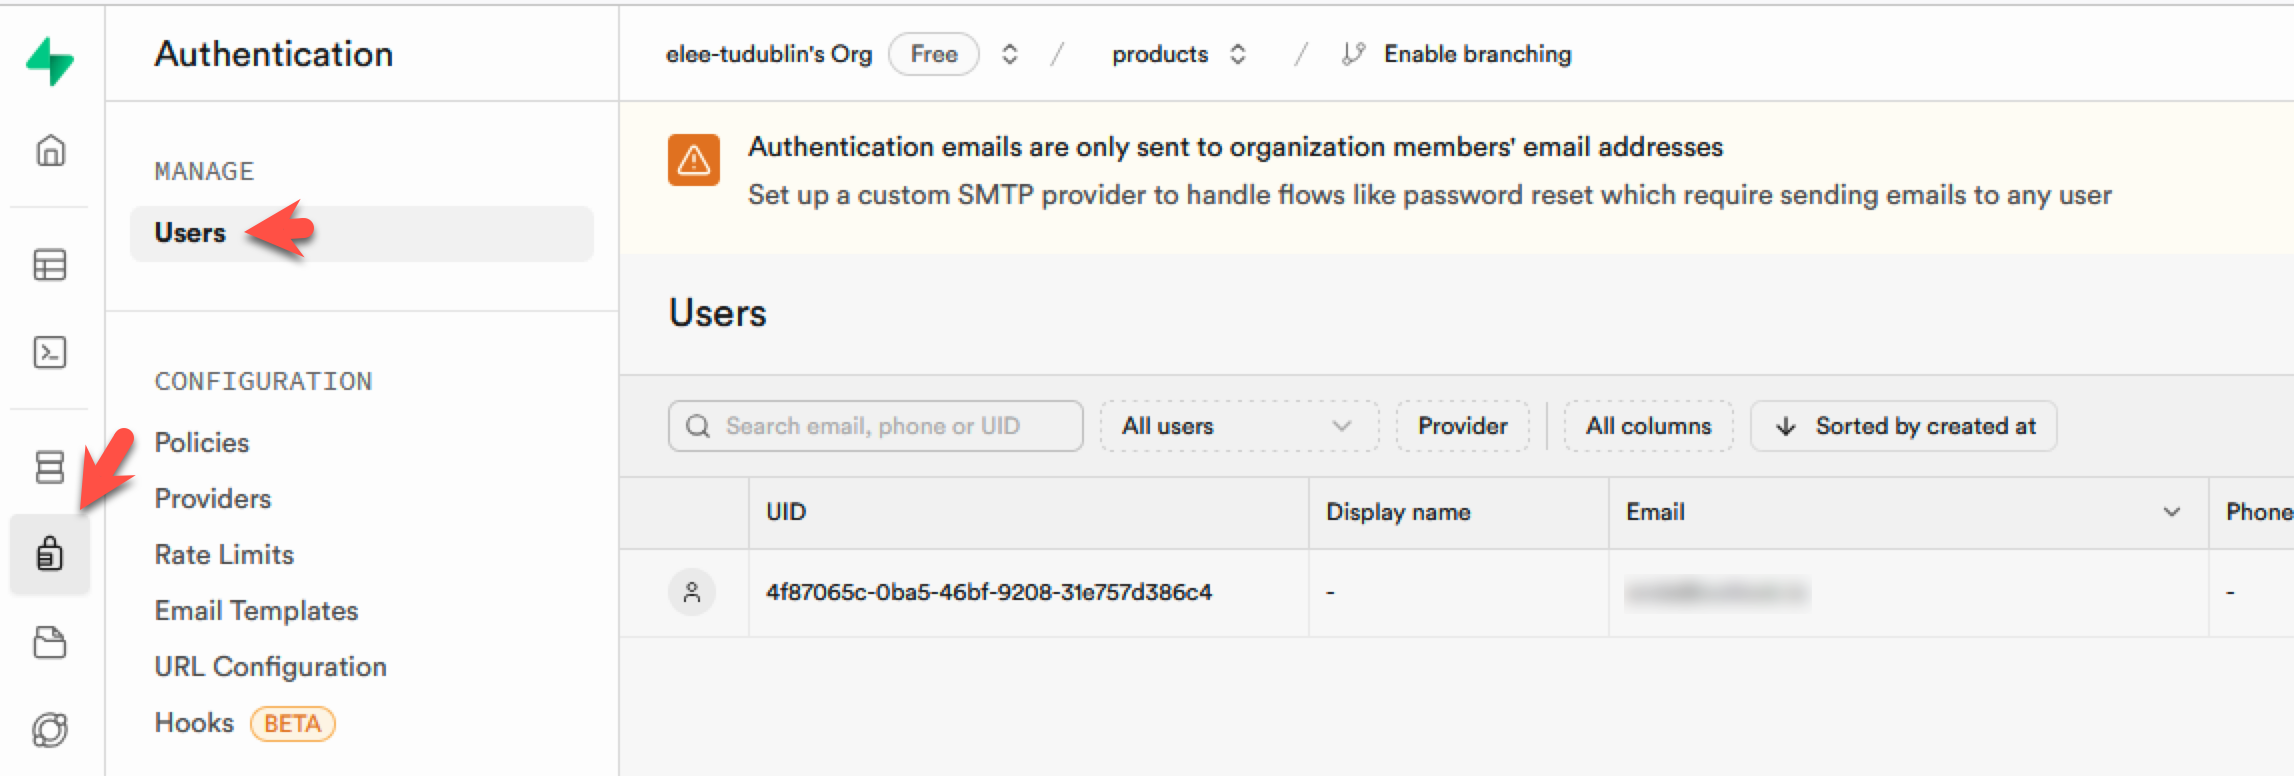 Authentication
elee-tudublin's Org Free / products / Enable branching
MANAGE
Users
CONFIGURATION
Policies
Providers
Rate Limits
Email Templates
URL Configuration
Hooks BETA
Authentication emails are only sent to organization members' email addresses
Set up a custom SMTP provider to handle flows like password reset which require sending emails to any user
Users
Search email, phone or UID All users Provider All columns Sorted by created at
UID Display name Email Phone
4f87065c-0ba5-46bf-9208-31e757d386c4 - -